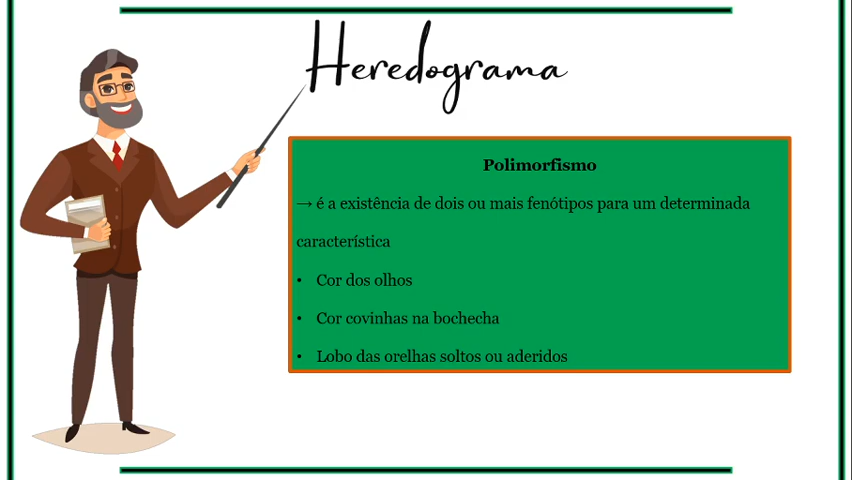 Heredograma
Polimorfismo
→ é a existência de dois ou mais fenótipos para um determinada
característica
• Cor dos olhos
• Cor covinhas na bochecha
• Lobo das orelhas soltos ou aderidos